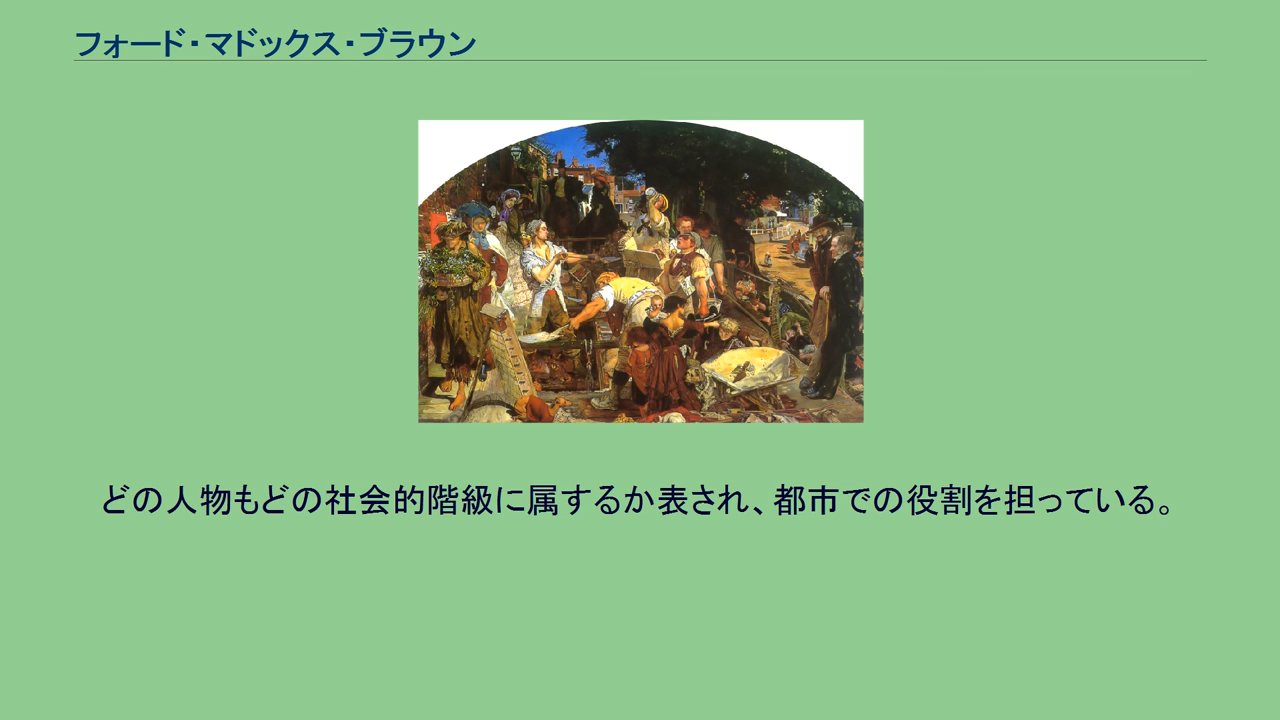 フォード・マドックス・ブラウン
どの人物もどの社会的階級に属するか表され、都市での役割を担っている。